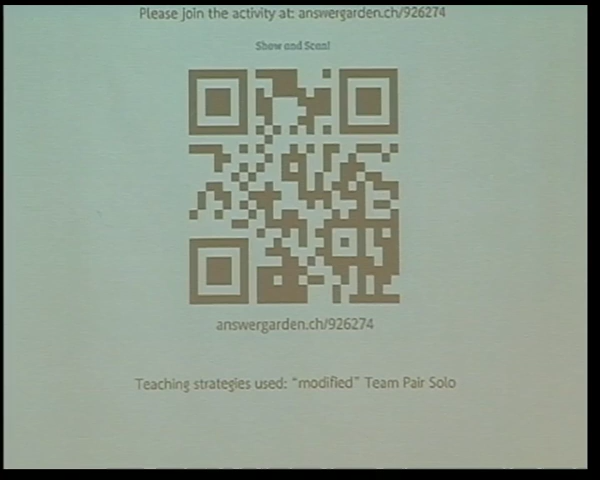 Please join the activity at: answergarden.ch/926274
Show and Scan!
answergarden.ch/926274
Teaching strategies used: “modified” Team Pair Solo